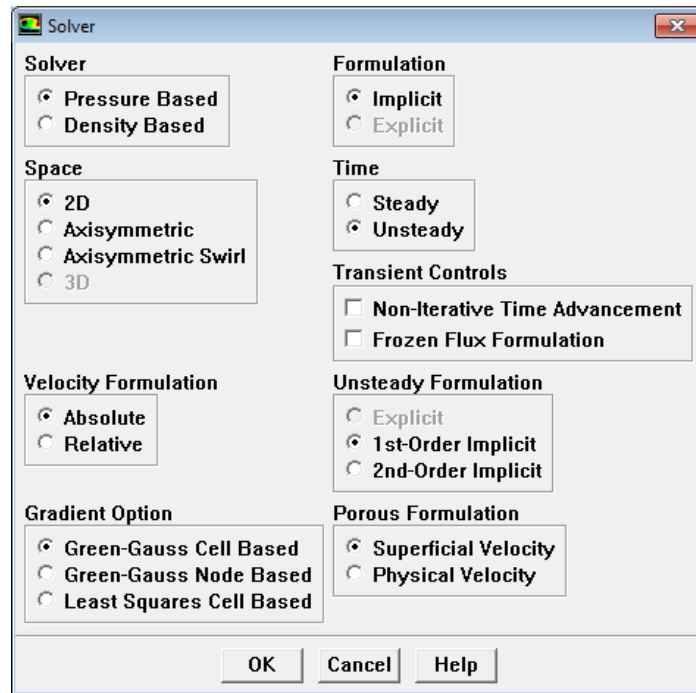 Solver
Solver
Pressure Based
Density Based
Formulation
Implicit
Explicit
Space
2D
Axisymmetric
Axisymmetric Swirl
3D
Time
Steady
Unsteady
Transient Controls
Non-Iterative Time Advancement
Frozen Flux Formulation
Velocity Formulation
Absolute
Relative
Unsteady Formulation
Explicit
1st-Order Implicit
2nd-Order Implicit
Gradient Option
Green-Gauss Cell Based
Green-Gauss Node Based
Least Squares Cell Based
Porous Formulation
Superficial Velocity
Physical Velocity
OK Cancel Help